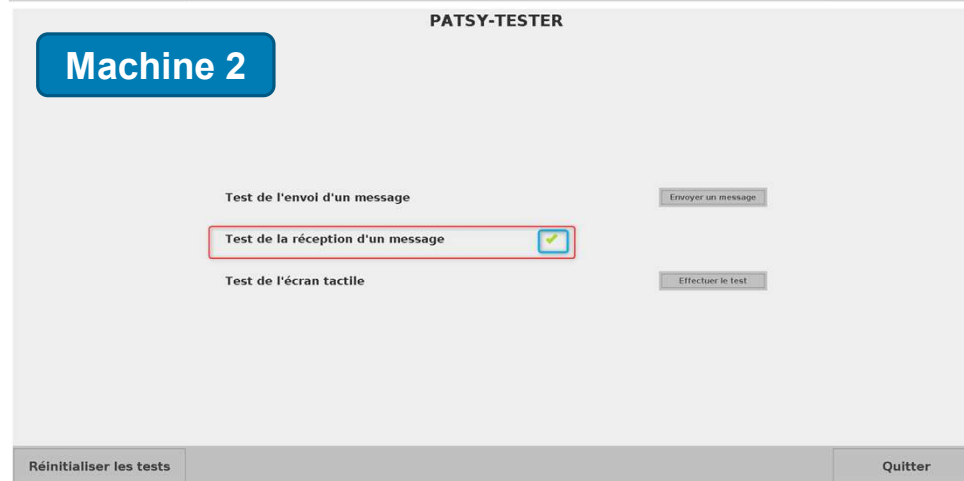 PATSY-TESTER
Machine 2
Test de l'envoi d'un message
Envoyer un message
Test de la réception d'un message
Test de l'écran tactile
Effectuer le test
Réinitialiser les tests
Quitter